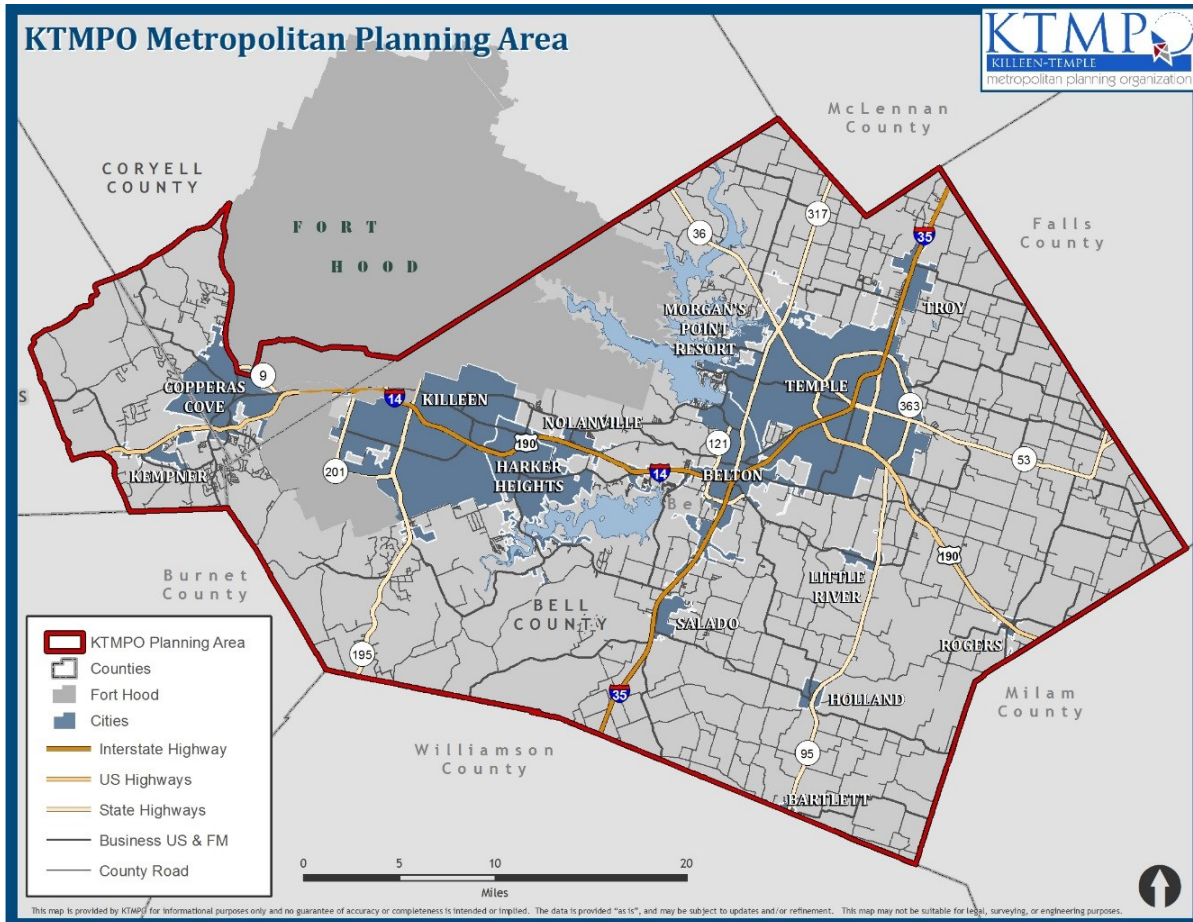 KTMPO Metropolitan Planning Area
KTMPO
KILLEEN-TEMPLE
metropolitan planning organization
McLennan
County
CORYELL
COUNTY
FORT
HOOD
Falls
County
317
36
35
TROY
MORGAN'S
POINT
RESORT
9
COPPERAS
COVE
14
KILLEEN
TEMPLE
363
NOLANVILLE
190
121
53
S
KEMPNER
201
HARKER
HEIGHTS
14
BELTON
Be
190
Burnet
County
LITTLE
RIVER
BELL
COUNTY
SALADO
ROGERS
195
35
HOLLAND
Milam
County
Williamson
County
95
BARTLETT
KTMPO Planning Area
Counties
Fort Hood
Cities
Interstate Highway
US Highways
State Highways
Business US & FM
County Road
0 5 10 20
Miles
This map is provided by KTMPO for informational purposes only and no guarantee of accuracy or completeness is intended or implied. The data is provided "as is", and may be subject to updates and/or refinement. This map may not be suitable for legal, surveying, or engineering purposes.